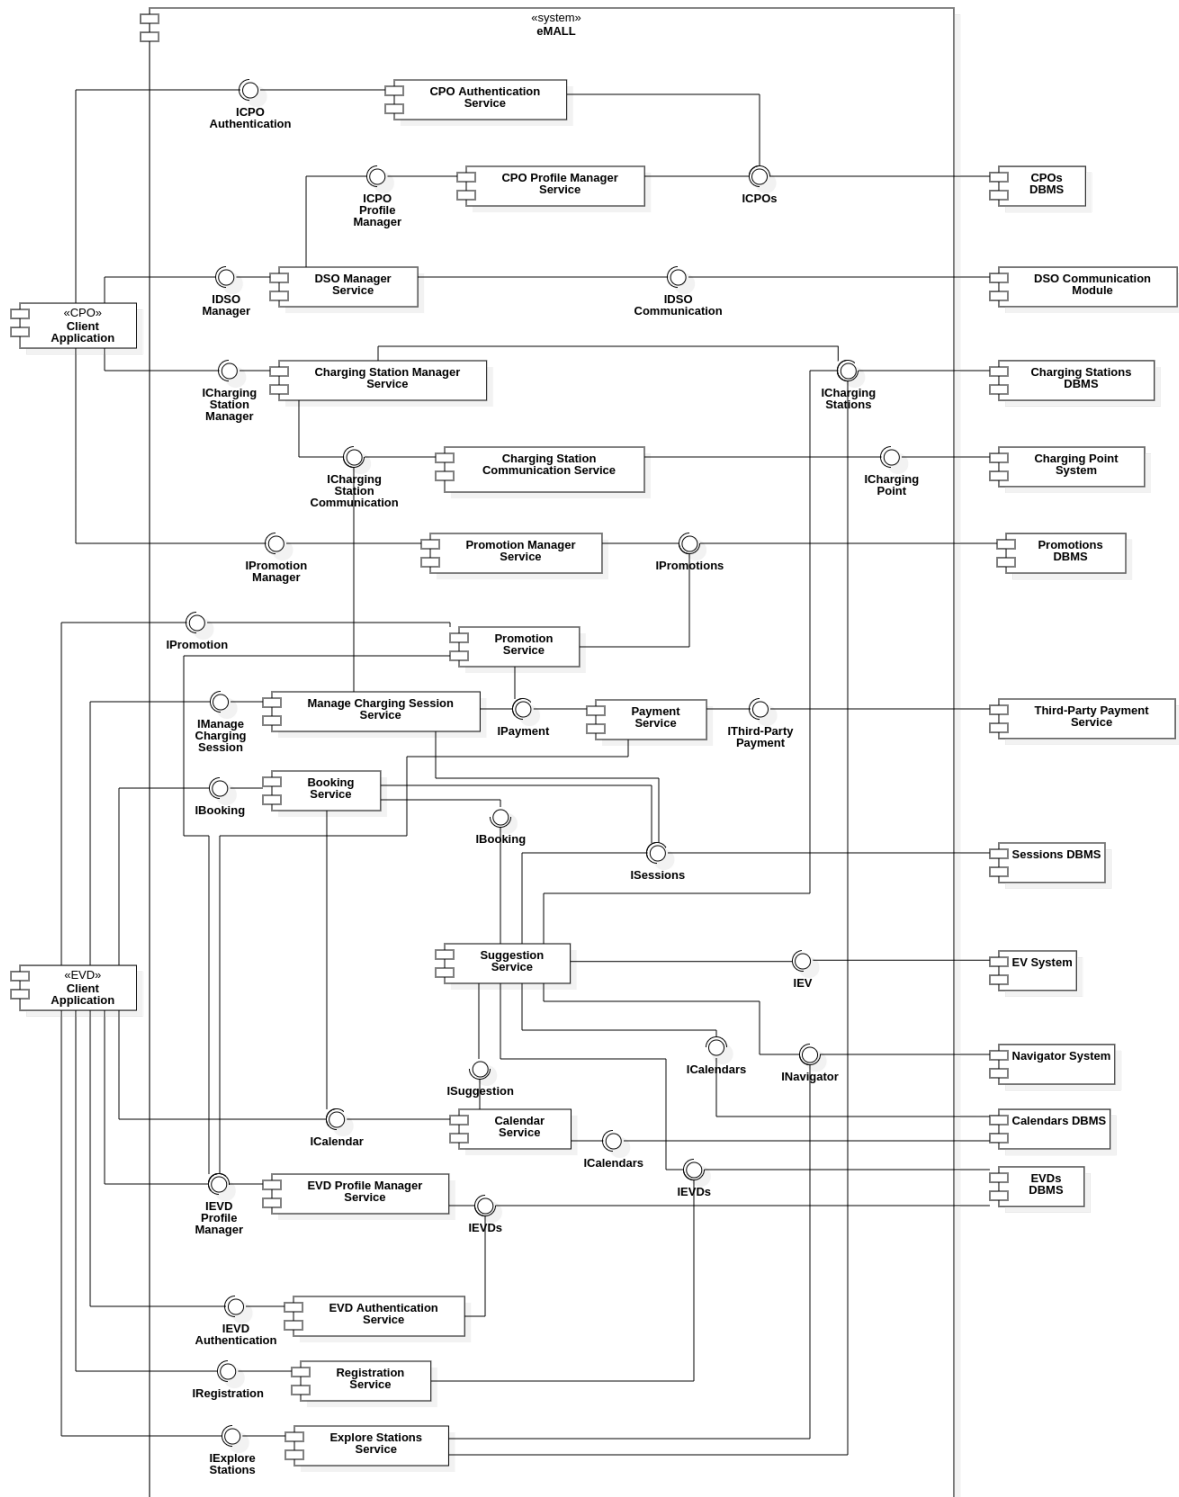 «system»
eMALL
CPO Authentication
Service
ICPO
Authentication
CPO Profile Manager
Service
ICPO
Profile
Manager
ICPOs
CPOs
DBMS
DSO Manager
Service
IDSO
Manager
IDSO
Communication
DSO Communication
Module
«CPO»
Client
Application
Charging Station Manager
Service
ICharging
Station
Manager
ICharging
Stations
Charging Stations
DBMS
Charging Station
Communication Service
ICharging
Station
Communication
ICharging
Point
Charging Point
System
Promotion Manager
Service
IPromotion
Manager
IPromotions
Promotions
DBMS
IPromotion
Promotion
Service
Manage Charging Session
Service
IManage
Charging
Session
IPayment
Payment
Service
IThird-Party
Payment
Third-Party Payment
Service
Booking
Service
IBooking
IBooking
ISessions
Sessions DBMS
Suggestion
Service
IEV
EV System
«EVD»
Client
Application
ICalendars
INavigator
Navigator System
ISuggestion
Calendar
Service
ICalendar
ICalendars
Calendars DBMS
EVD Profile Manager
Service
IEVD
Profile
Manager
IEVDs
IEVDs
EVDs
DBMS
EVD Authentication
Service
IEVD
Authentication
Registration
Service
IRegistration
Explore Stations
Service
IExplore
Stations